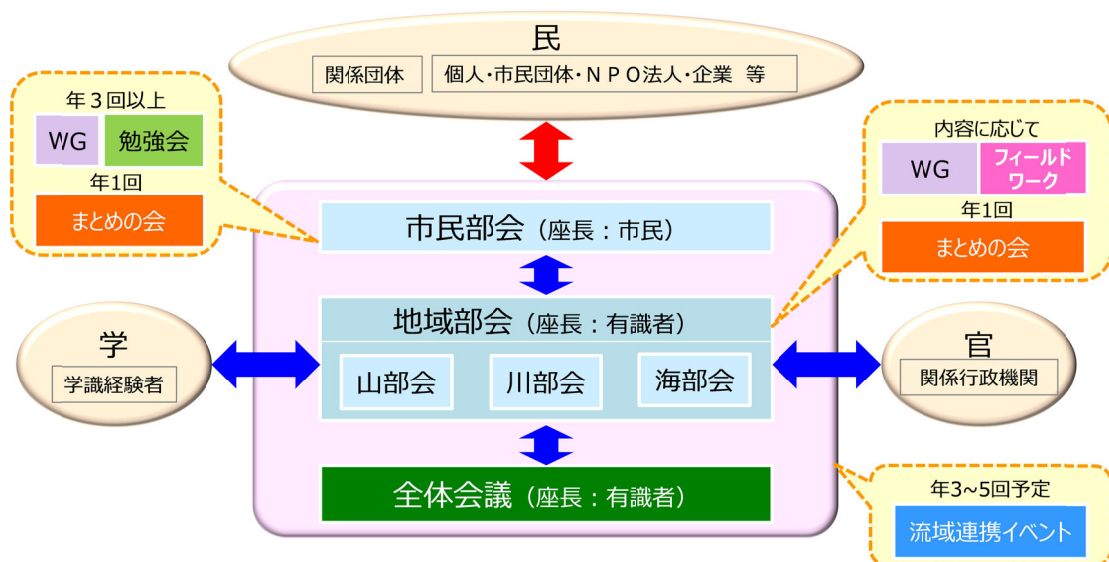 民
関係団体
個人・市民団体・ＮＰＯ法人・企業 等
年３回以上
WG
勉強会
年1回
まとめの会
内容に応じて
WG
フィールド
ワーク
年1回
まとめの会
市民部会（座長：市民）
地域部会（座長：有識者）
山部会
川部会
海部会
学
学識経験者
官
関係行政機関
全体会議（座長：有識者）
年3~5回予定
流域連携イベント